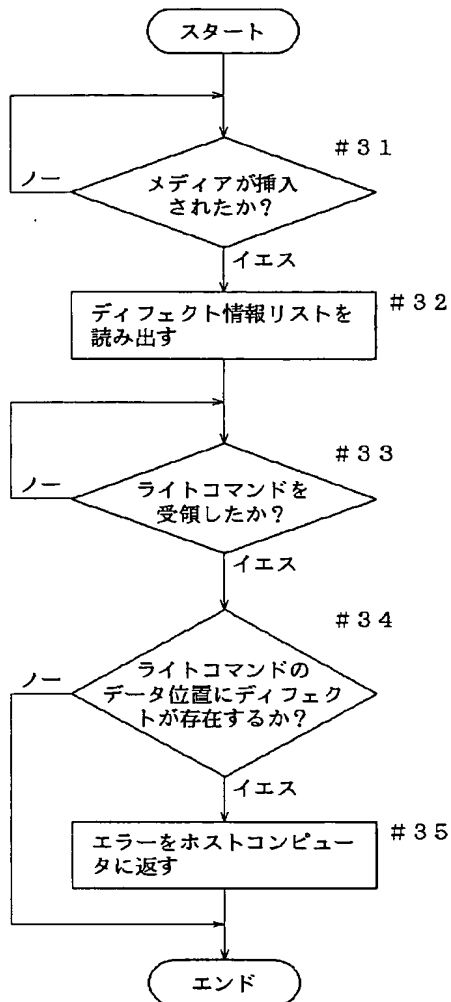 スタート
#31
ノー
メディアが挿入
されたか?
イエス
#32
ディフェクト情報リストを
読み出す
#33
ノー
ライトコマンドを
受領したか?
イエス
#34
ノー
ライトコマンドの
データ位置にディフェク
トが存在するか?
イエス
#35
エラーをホストコンピュー
タに返す
エンド